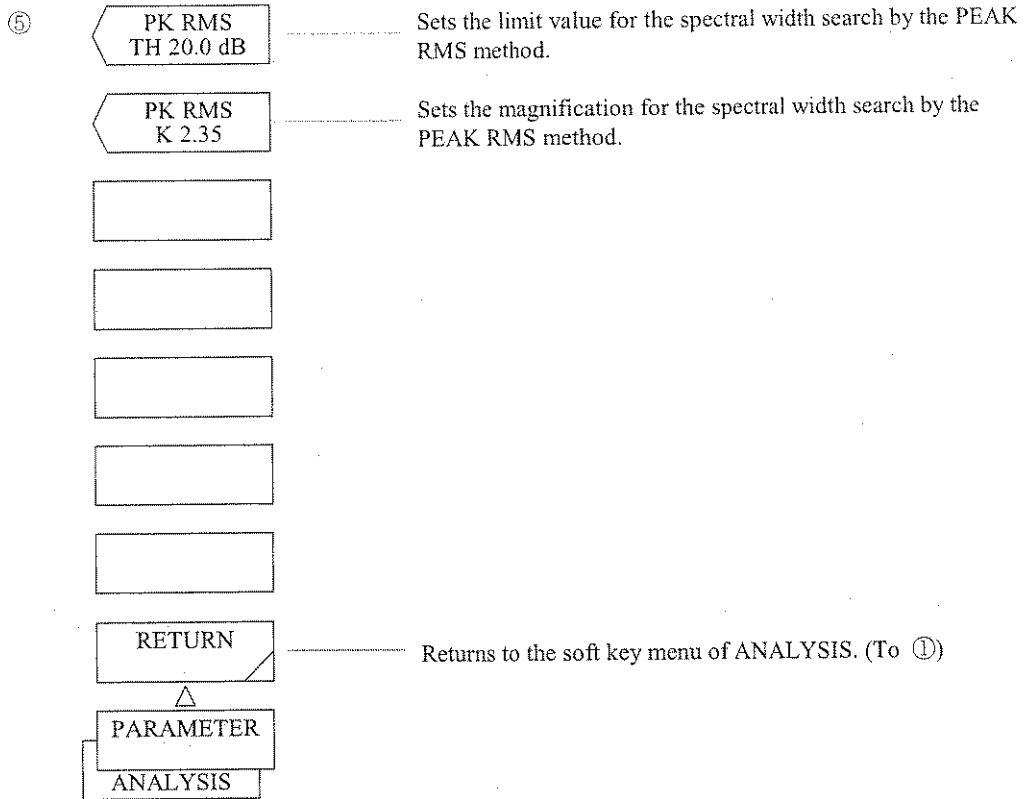 ⑤
PK RMS
TH 20.0 dB
Sets the limit value for the spectral width search by the PEAK
RMS method.
PK RMS
K 2.35
Sets the magnification for the spectral width search by the
PEAK RMS method.
RETURN
Returns to the soft key menu of ANALYSIS. (To ①)
PARAMETER
ANALYSIS